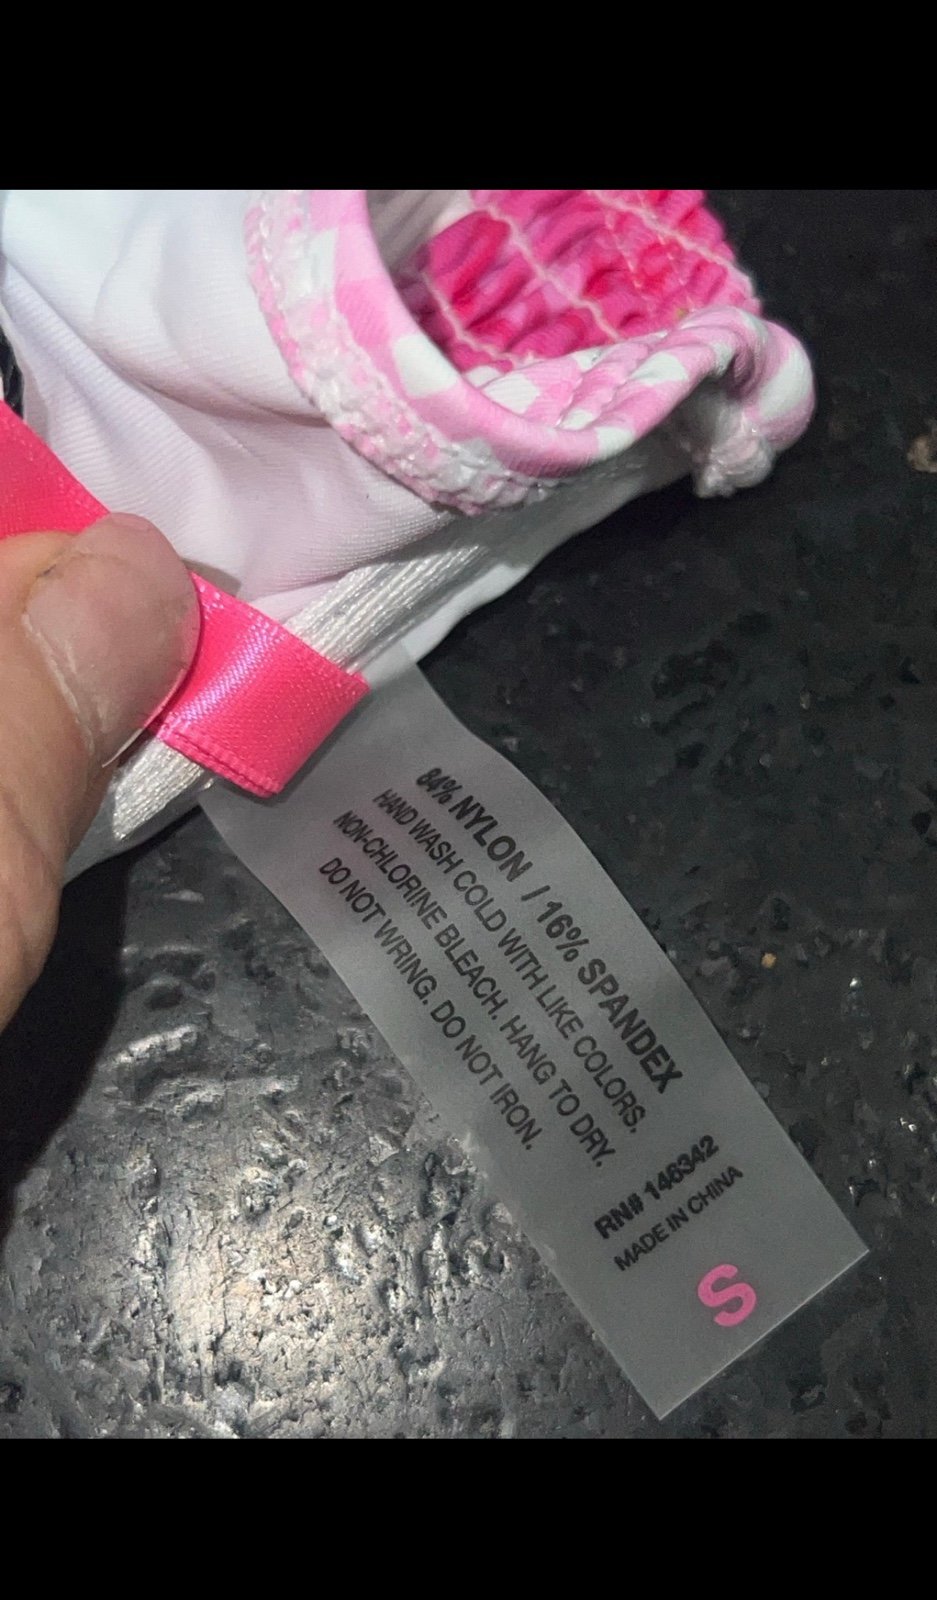 84% NYLON / 16% SPANDEX
HAND WASH COLD WITH LIKE COLORS.
NON-CHLORINE BLEACH. HANG TO DRY.
DO NOT WRING. DO NOT IRON.
RN# 146342
MADE IN CHINA
S